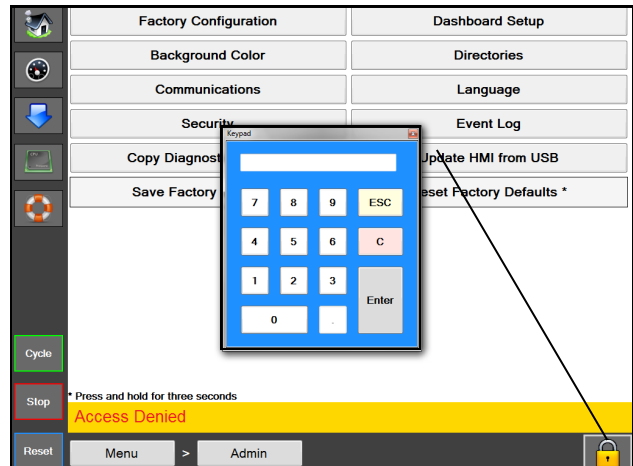 Factory Configuration
Dashboard Setup
Background Color
Directories
Communications
Language
Security
Event Log
Copy Diagnost
Update HMI from USB
Save Factory
eset Factory Defaults *
Keypad
7 8 9 ESC
4 5 6 C
1 2 3 Enter
0 .
Cycle
Stop
Reset
* Press and hold for three seconds
Access Denied
Menu > Admin